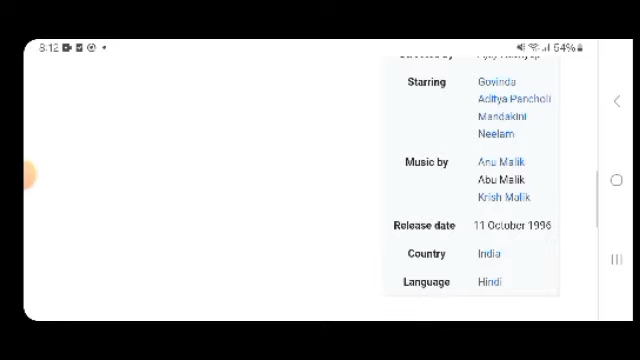 8:12
54%
Starring Govinda
Aditya Pancholi
Mandakini
Neelam
Music by Anu Malik
Abu Malik
Krish Malik
Release date 11 October 1996
Country India
Language Hindi